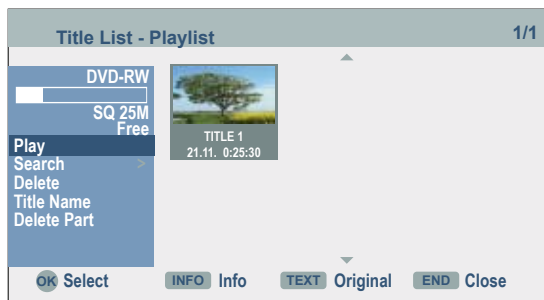 Title List - Playlist 1/1
DVD-RW
SQ 25M
Free
Play
Search >
Delete
Title Name
Delete Part
TITLE 1
21.11. 0:25:30
OK Select INFO Info TEXT Original END Close